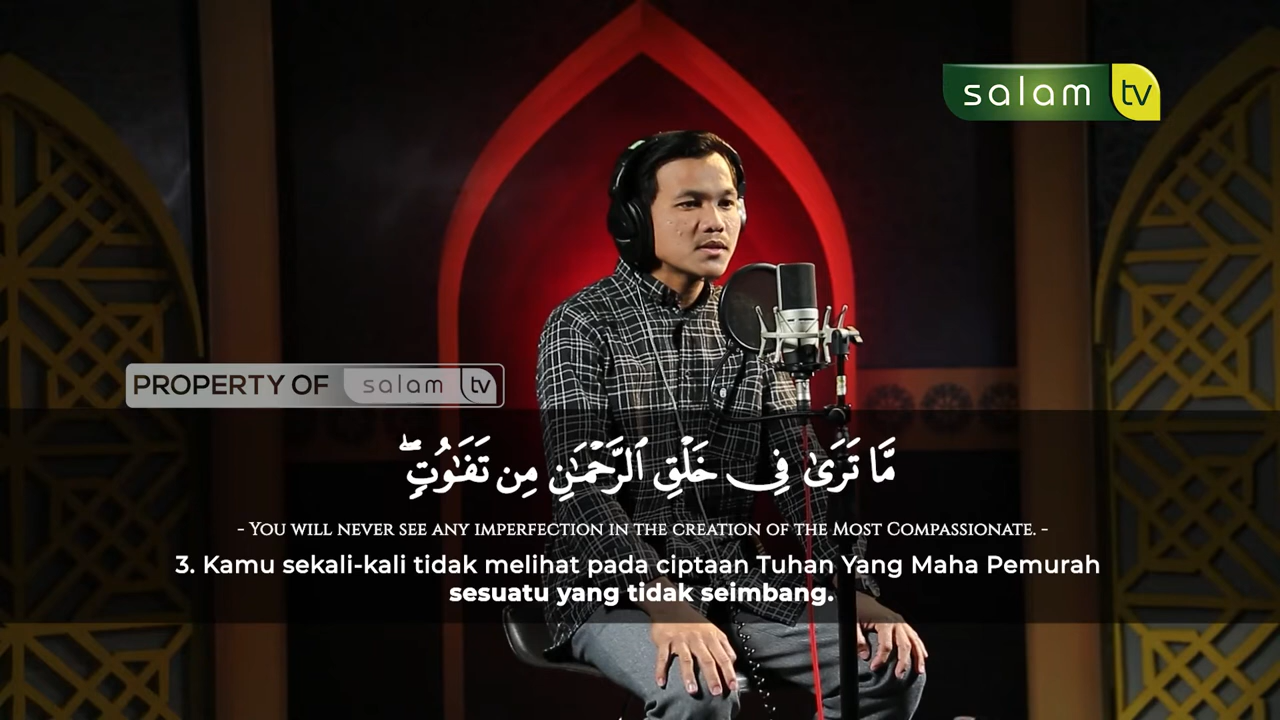 salam tv
PROPERTY OF salam tv
مَّا تَرَىٰ فِى خَلْقِ ٱلرَّحْمَـٰنِ مِن تَفَـٰوُتٍۢ ۖ
- You will never see any imperfection in the creation of the Most Compassionate. -
3. Kamu sekali-kali tidak melihat pada ciptaan Tuhan Yang Maha Pemurah
sesuatu yang tidak seimbang.